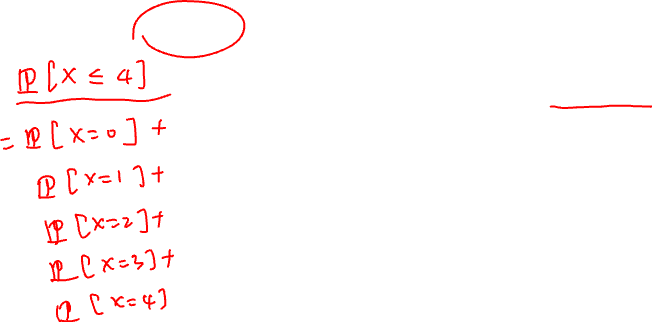 ℙ[X ≤ 4]
= ℙ[X=0] +
ℙ[X=1]+
ℙ[X=2]+
ℙ[X=3]+
ℙ[X=4]